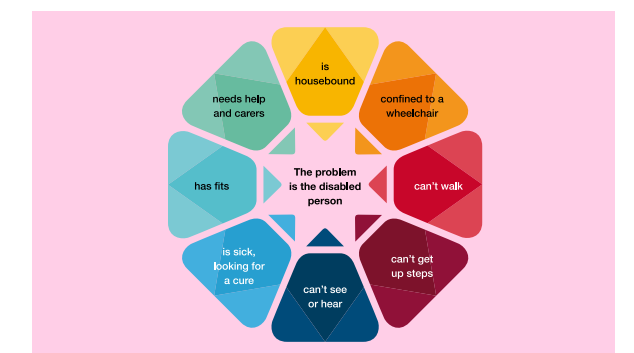 is
housebound
confined to a
wheelchair
can't walk
can't get
up steps
can't see
or hear
is sick,
looking for
a cure
has fits
needs help
and carers
The problem
is the disabled
person